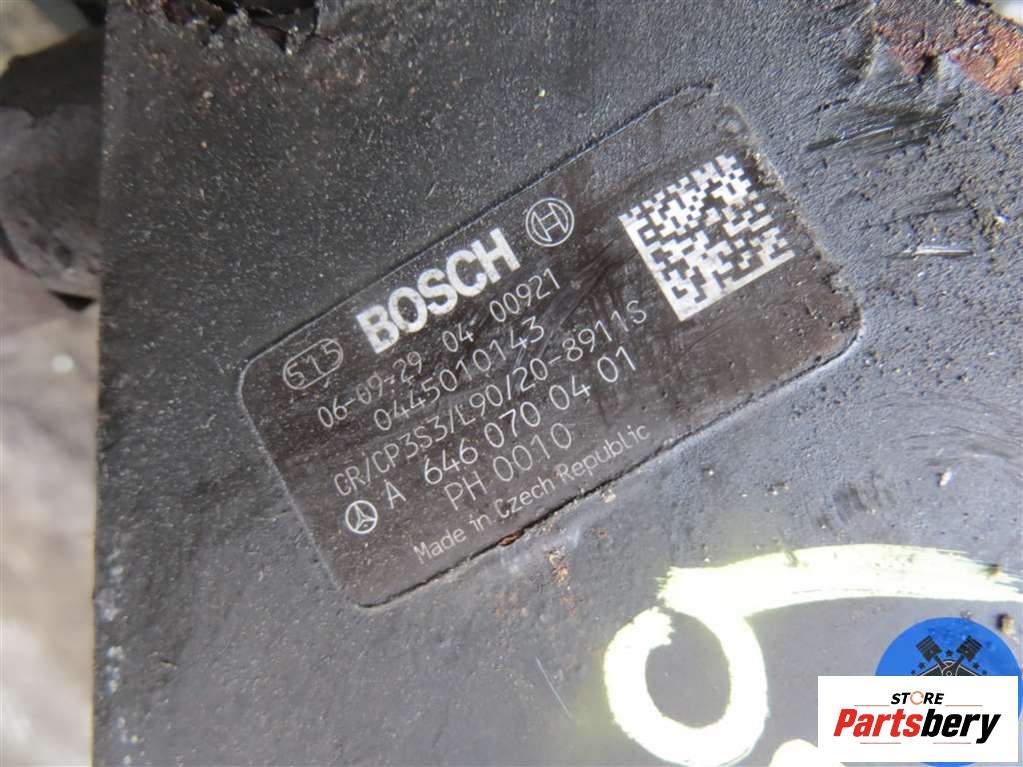 BOSCH
515
06-09-29 04 00921
0445010143
CR/CP3S3/L90/20-8911S
A 646 070 04 01
PH 0010
Made in Czech Republic
STORE
Partsbery